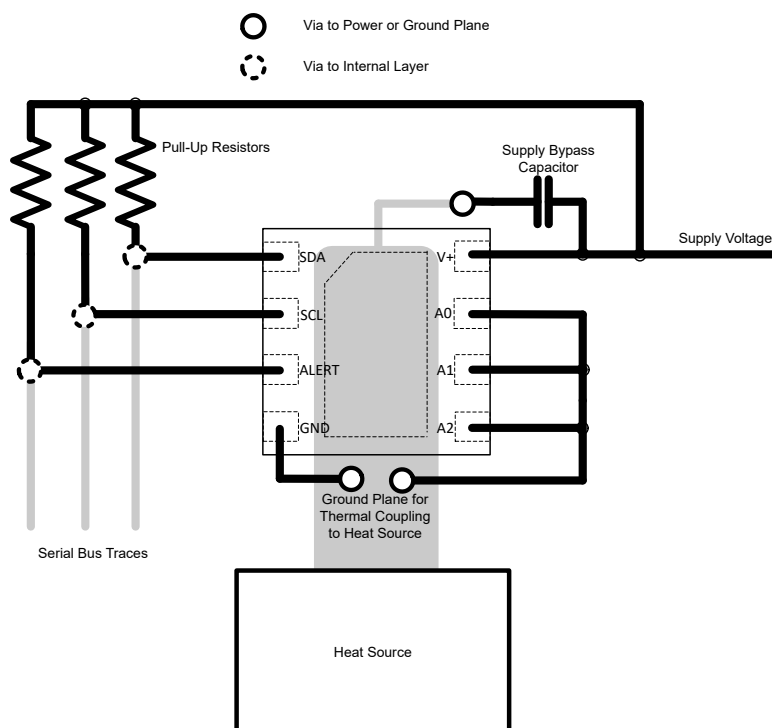 Via to Power or Ground Plane
Via to Internal Layer
Pull-Up Resistors
Supply Bypass
Capacitor
Supply Voltage
SDA
V+
SCL
A0
ALERT
A1
GND
A2
Ground Plane for
Thermal Coupling
to Heat Source
Serial Bus Traces
Heat Source